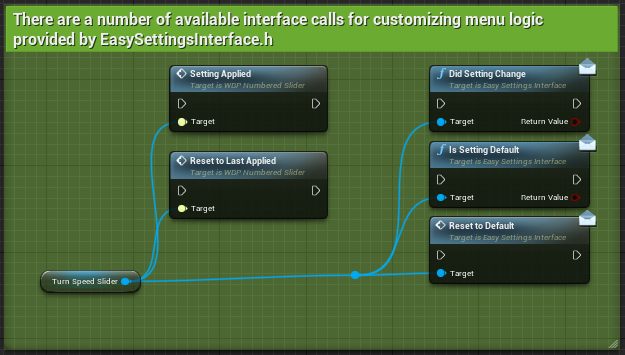 There are a number of available interface calls for customizing menu logic
provided by EasySettingsInterface.h
Setting Applied
Target is WBP Numbered Slider
Target
Reset to Last Applied
Target is WBP Numbered Slider
Target
Turn Speed Slider
f Did Setting Change
Target is Easy Settings Interface
Target Return Value
f Is Setting Default
Target is Easy Settings Interface
Target Return Value
Reset to Default
Target is Easy Settings Interface
Target